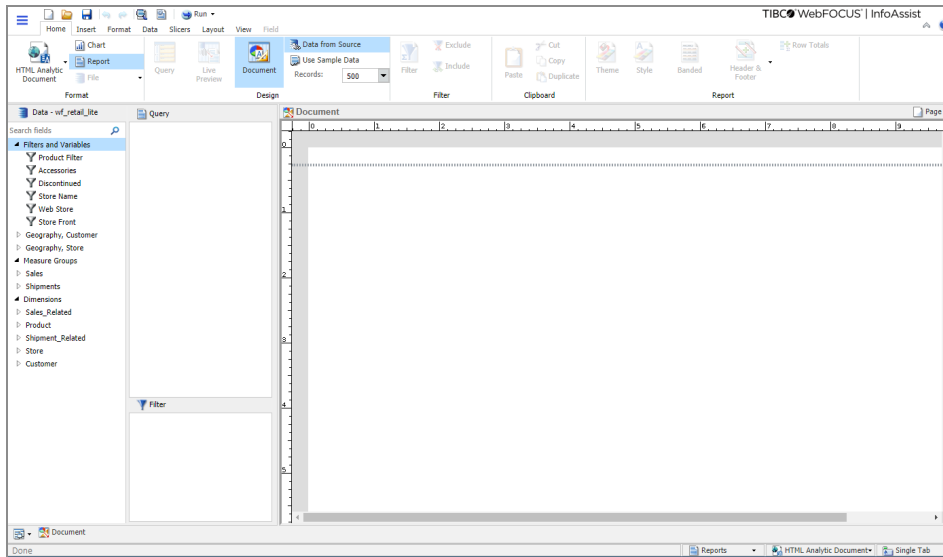 TIBCO WebFOCUS | InfoAssist
Run
Home Insert Format Data Slicers Layout View Field
HTML Analytic Document
Chart
Report
File
Format
Query
Live Preview
Document
Data from Source
Use Sample Data
Records: 500
Design
Filter
Exclude
Include
Filter
Paste
Cut
Copy
Duplicate
Clipboard
Theme
Style
Banded
Header & Footer
Row Totals
Report
Data - wf_retail_lite
Query
Document
Page
Search fields
Filters and Variables
Product Filter
Accessories
Discontinued
Store Name
Web Store
Store Front
Geography, Customer
Geography, Store
Measure Groups
Sales
Shipments
Dimensions
Sales_Related
Product
Shipment_Related
Store
Customer
Filter
0 1 2 3 4 5 6 7 8 9
0
1
2
3
4
5
Document
Done
Reports
HTML Analytic Document
Single Tab